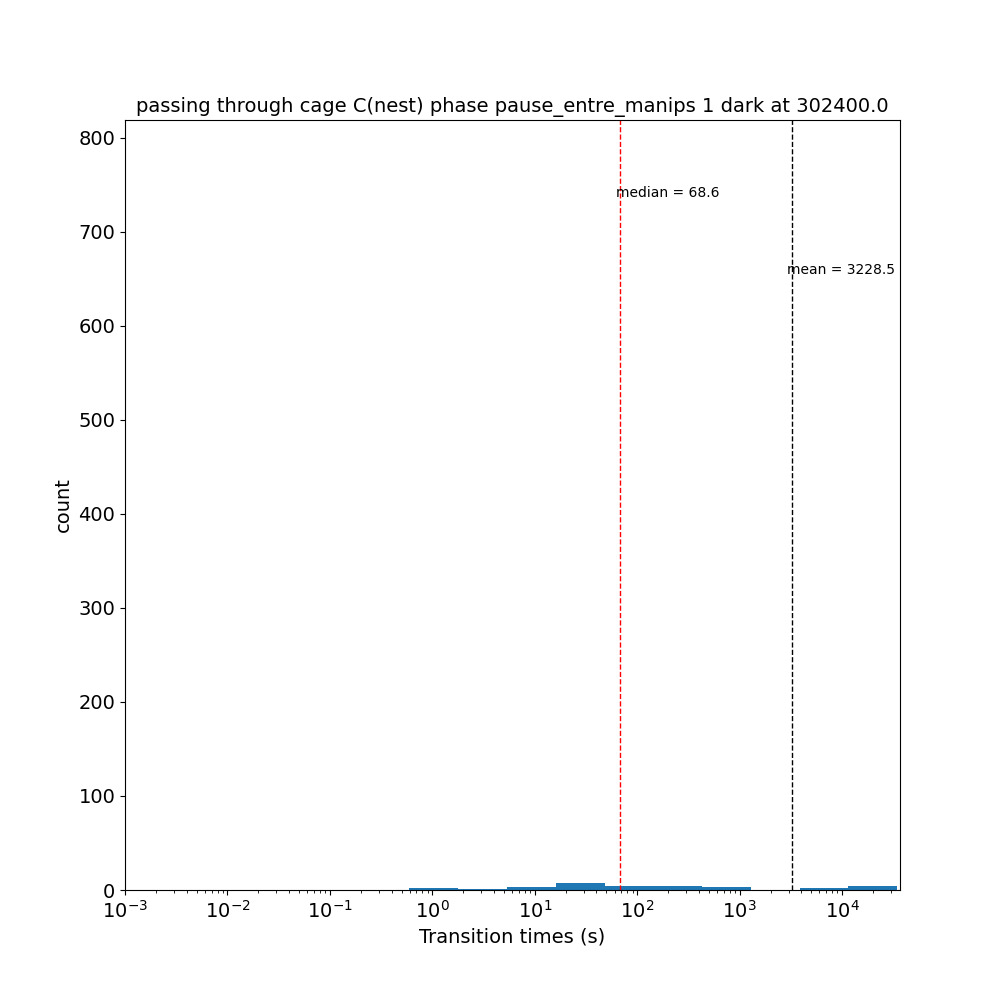 passing through cage C(nest) phase pause_entre_manips 1 dark at 302400.0
800
median = 68.6
700
mean = 3228.5
600
500
count
400
300
200
100
0
10⁻³ 10⁻² 10⁻¹ 10⁰ 10¹ 10² 10³ 10⁴
Transition times (s)